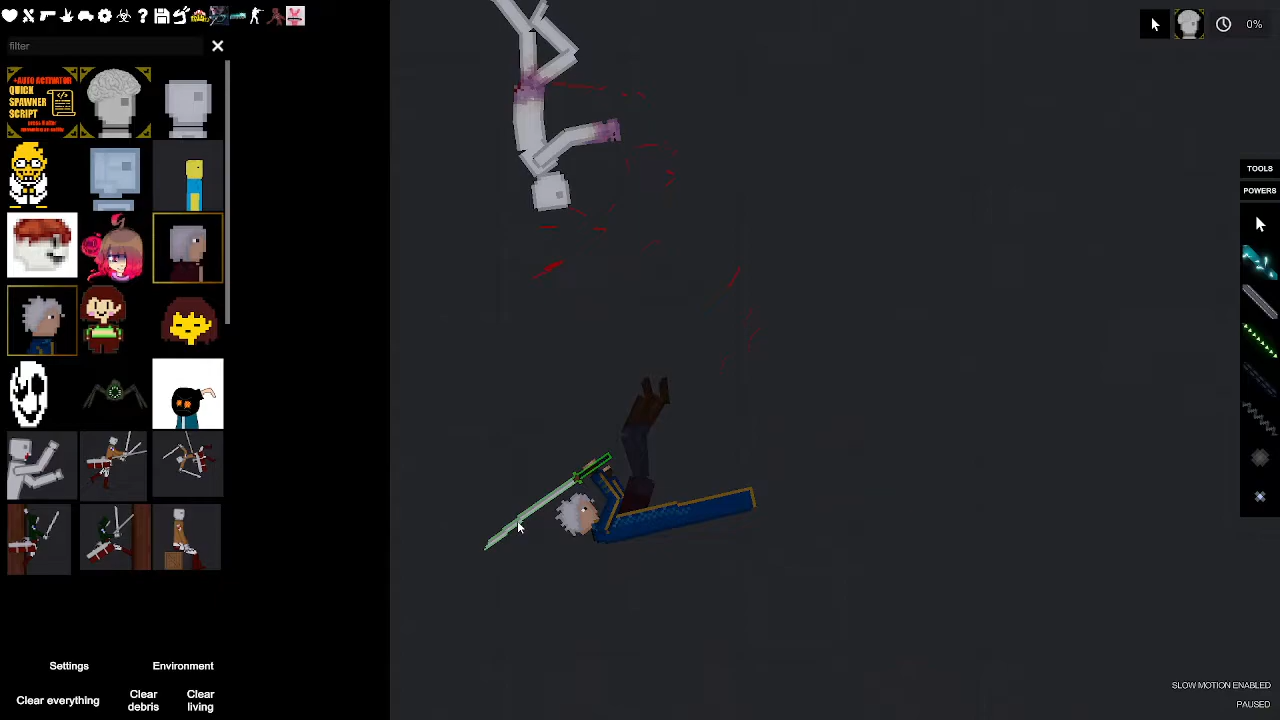 filter
0%
+AUTO ACTIVATOR
QUICK
SPAWNER
SCRIPT
TOOLS
POWERS
Settings
Environment
Clear everything
Clear
debris
Clear
living
SLOW MOTION ENABLED
PAUSED